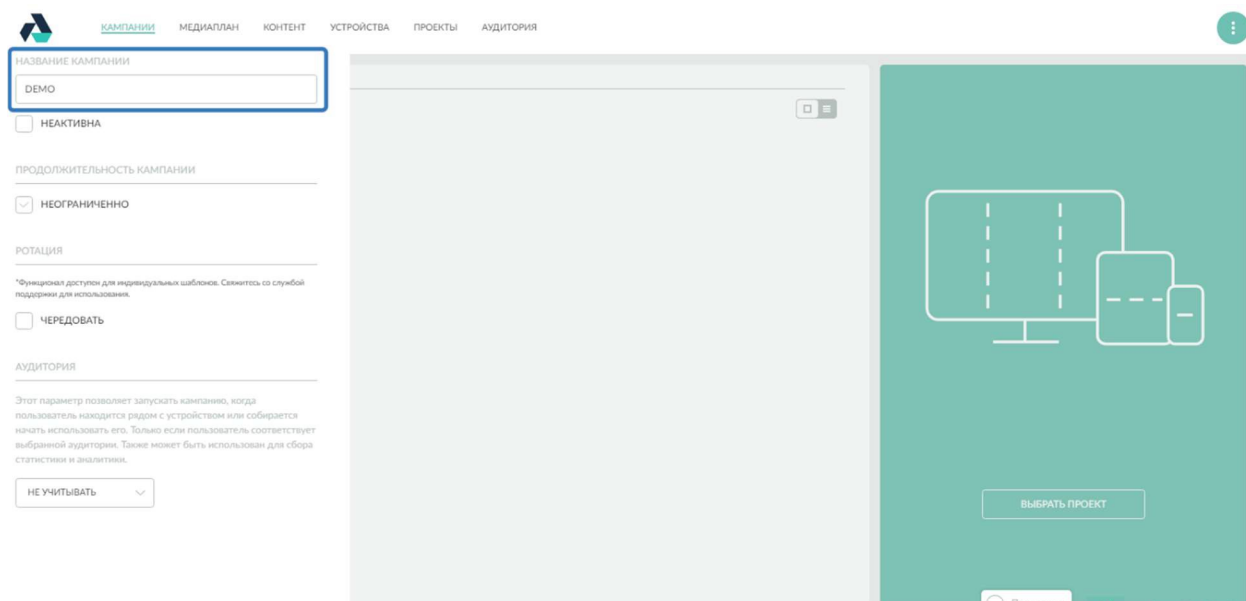 КАМПАНИИ МЕДИАПЛАН КОНТЕНТ УСТРОЙСТВА ПРОЕКТЫ АУДИТОРИЯ
НАЗВАНИЕ КАМПАНИИ
DEMO
НЕАКТИВНА
ПРОДОЛЖИТЕЛЬНОСТЬ КАМПАНИИ
НЕОГРАНИЧЕННО
РОТАЦИЯ
*Функционал доступен для индивидуальных шаблонов. Свяжитесь со службой
поддержки для использования.
ЧЕРЕДОВАТЬ
АУДИТОРИЯ
Этот параметр позволяет запускать кампанию, когда
пользователь находится рядом с устройством или собирается
начать использовать его. Только если пользователь соответствует
выбранной аудитории. Также может быть использован для сбора
статистики и аналитики.
НЕ УЧИТЫВАТЬ
ВЫБРАТЬ ПРОЕКТ